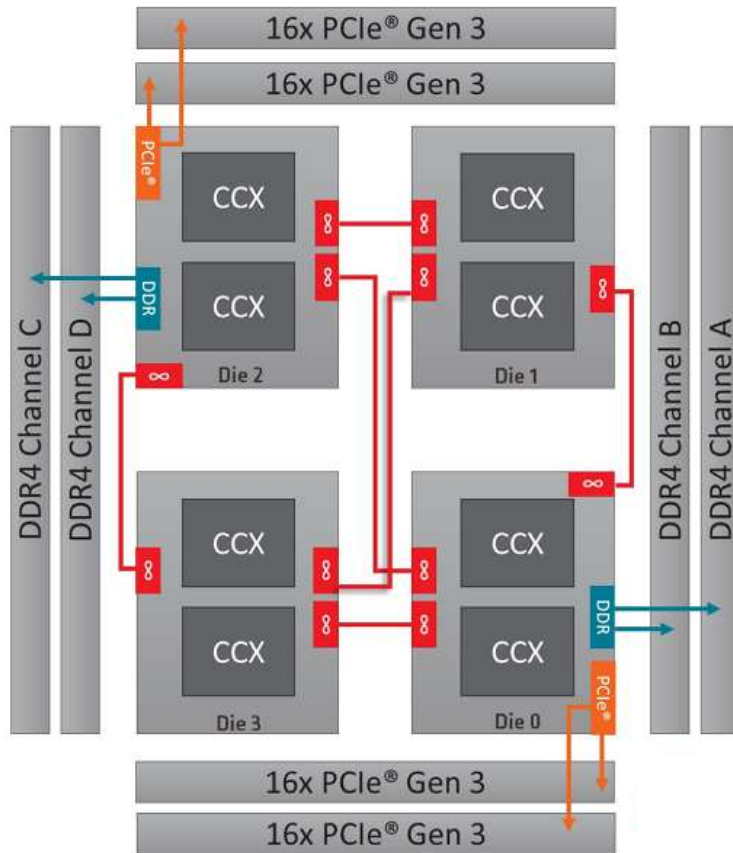 16x PCIe® Gen 3
16x PCIe® Gen 3
DDR4 Channel C
DDR4 Channel D
PCIe®
DDR
CCX
CCX
Die 2
∞
∞
∞
CCX
CCX
Die 1
∞
∞
∞
DDR4 Channel B
DDR4 Channel A
CCX
CCX
Die 3
∞
∞
∞
CCX
CCX
Die 0
∞
∞
∞
DDR
PCIe®
16x PCIe® Gen 3
16x PCIe® Gen 3